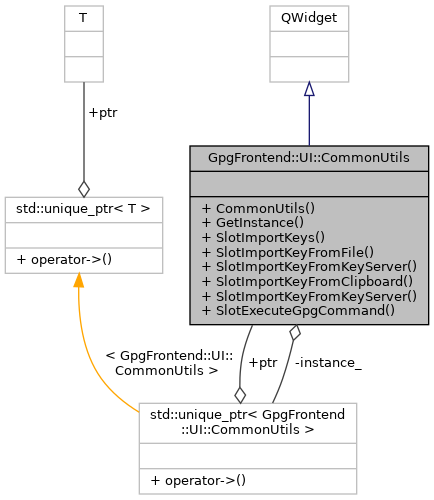 T
QWidget
+ptr
GpgFrontend::UI::CommonUtils
+ CommonUtils()
+ GetInstance()
+ SlotImportKeys()
+ SlotImportKeyFromFile()
+ SlotImportKeyFromKeyServer()
+ SlotImportKeyFromClipboard()
+ SlotImportKeyFromKeyServer()
+ SlotExecuteGpgCommand()
std::unique_ptr< T >
+ operator->()
< GpgFrontend::UI::
CommonUtils >
+ptr
-instance_
std::unique_ptr< GpgFrontend
::UI::CommonUtils >
+ operator->()